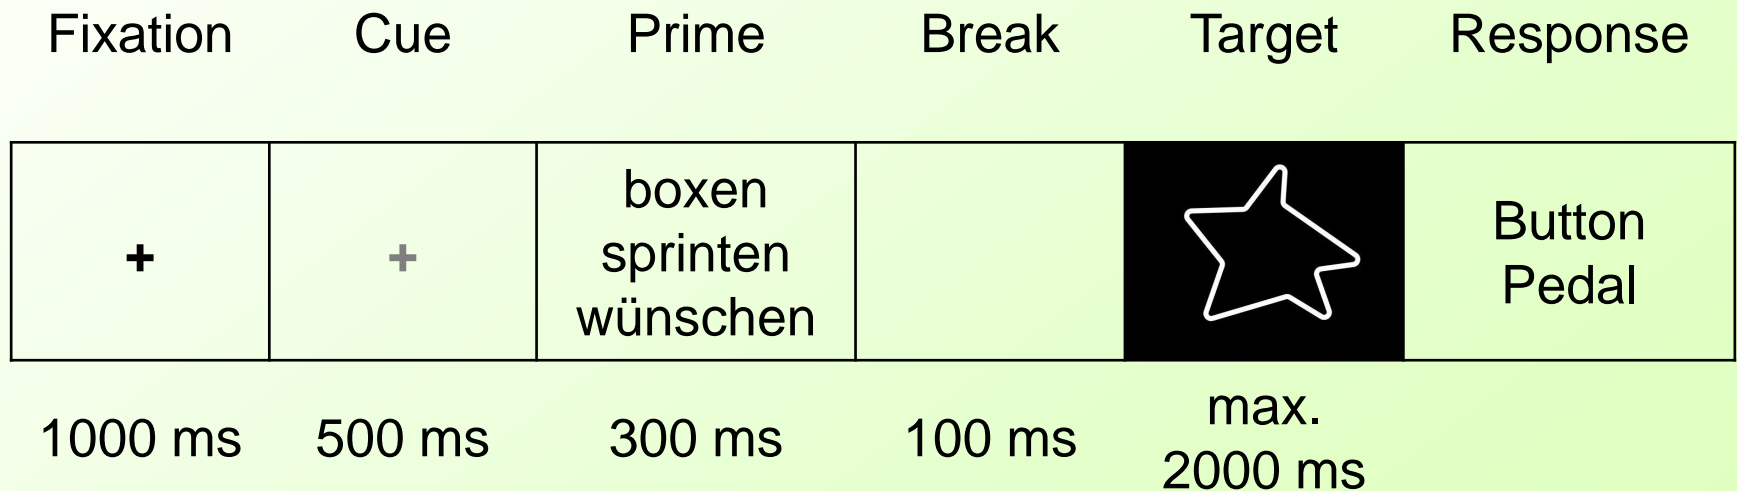 Fixation Cue Prime Break Target Response
+ + boxen
sprinten
wünschen
Button
Pedal
1000 ms 500 ms 300 ms 100 ms max.
2000 ms